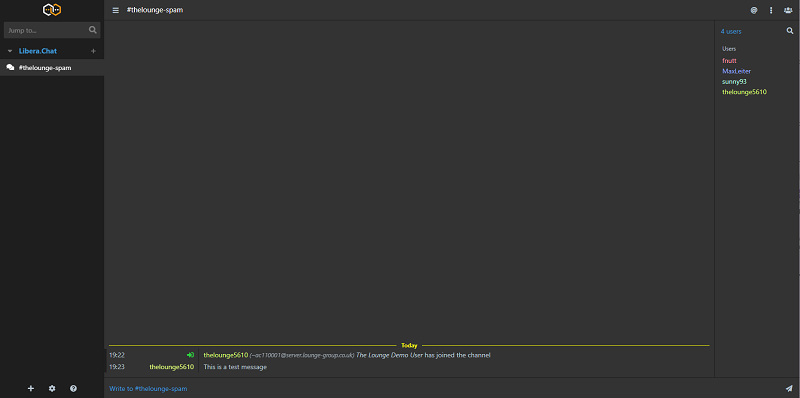 #thelounge-spam
Jump to...
Libera.Chat
#thelounge-spam
4 users
Users
fnutt
MaxLeiter
sunny93
thelounge5610
Today
19:22 thelounge5610 (~ac110001@server.lounge-group.co.uk) The Lounge Demo User has joined the channel
19:23 thelounge5610 This is a test message
Write to #thelounge-spam